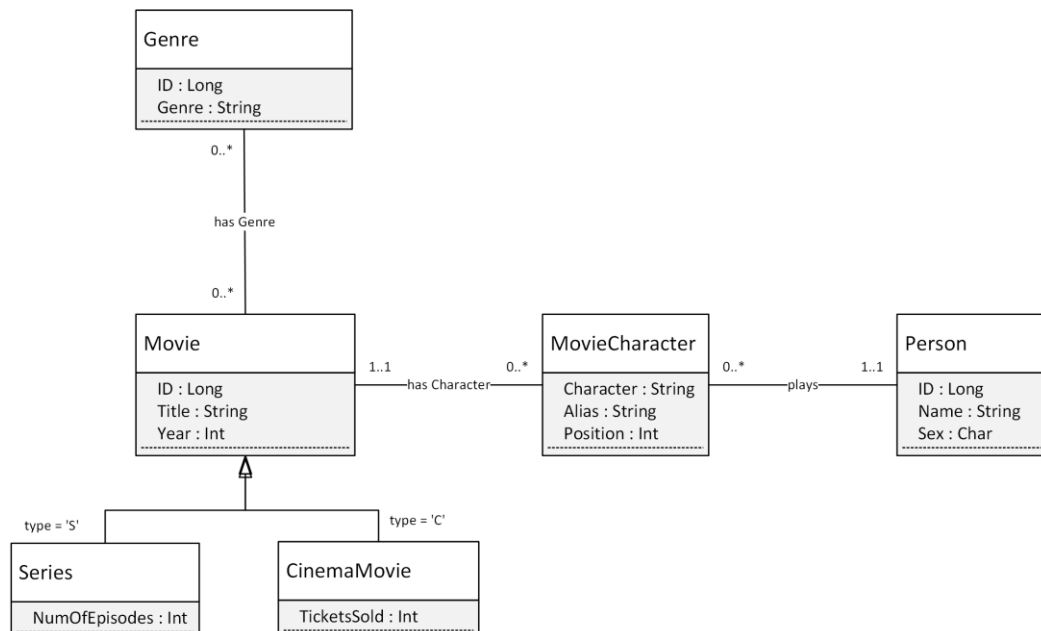 Genre
ID : Long
Genre : String
0..*
has Genre
0..*
Movie
ID : Long
Title : String
Year : Int
1..1
has Character
0..*
MovieCharacter
Character : String
Alias : String
Position : Int
0..*
plays
1..1
Person
ID : Long
Name : String
Sex : Char
type = 'S'
type = 'C'
Series
NumOfEpisodes : Int
CinemaMovie
TicketsSold : Int